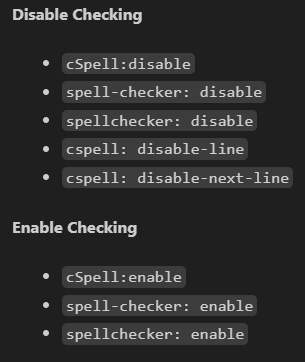 Disable Checking
• cSpell:disable
• spell-checker: disable
• spellchecker: disable
• cspell: disable-line
• cspell: disable-next-line
Enable Checking
• cSpell:enable
• spell-checker: enable
• spellchecker: enable